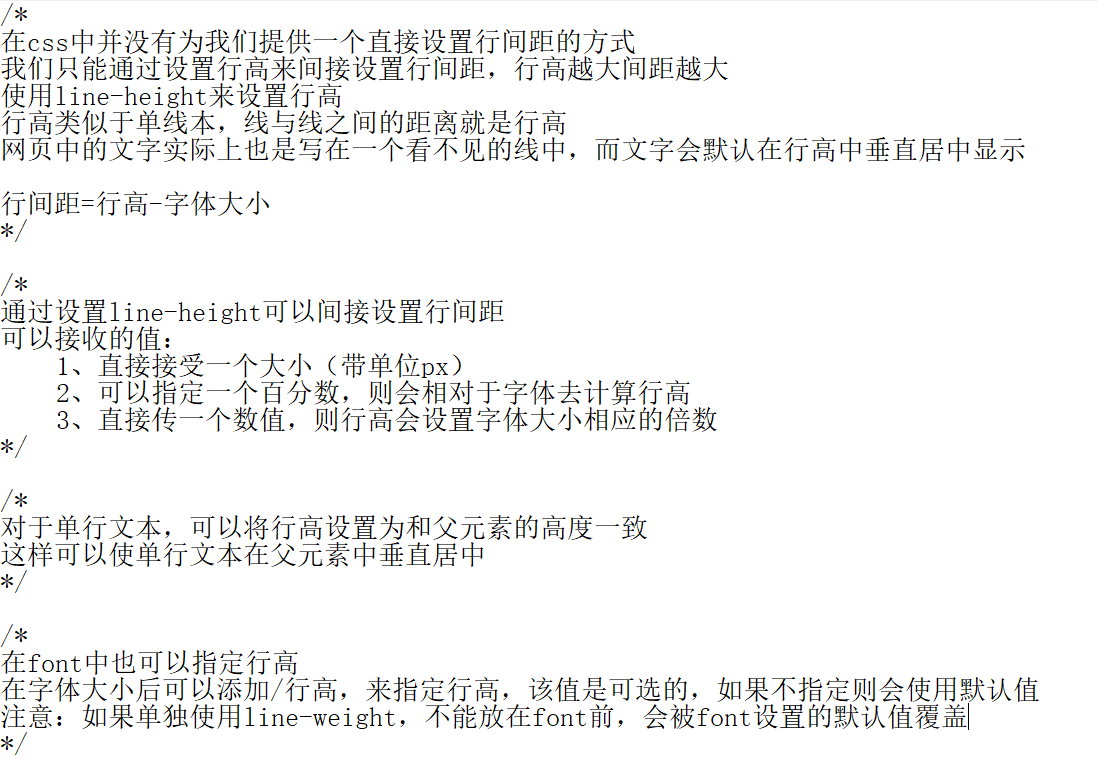 /*
在css中并没有为我们提供一个直接设置行间距的方式
我们只能通过设置行高来间接设置行间距，行高越大间距越大
使用line-height来设置行高
行高类似于单线本，线与线之间的距离就是行高
网页中的文字实际上也是写在一个看不见的线中，而文字会默认在行高中垂直居中显示
行间距=行高-字体大小
*/
/*
通过设置line-height可以间接设置行间距
可以接收的值：
1、直接接受一个大小（带单位px）
2、可以指定一个百分数，则会相对于字体去计算行高
3、直接传一个数值，则行高会设置字体大小相应的倍数
*/
/*
对于单行文本，可以将行高设置为和父元素的高度一致
这样可以使单行文本在父元素中垂直居中
*/
/*
在font中也可以指定行高
在字体大小后可以添加/行高，来指定行高，该值是可选的，如果不指定则会使用默认值
注意：如果单独使用line-weight，不能放在font前，会被font设置的默认值覆盖
*/